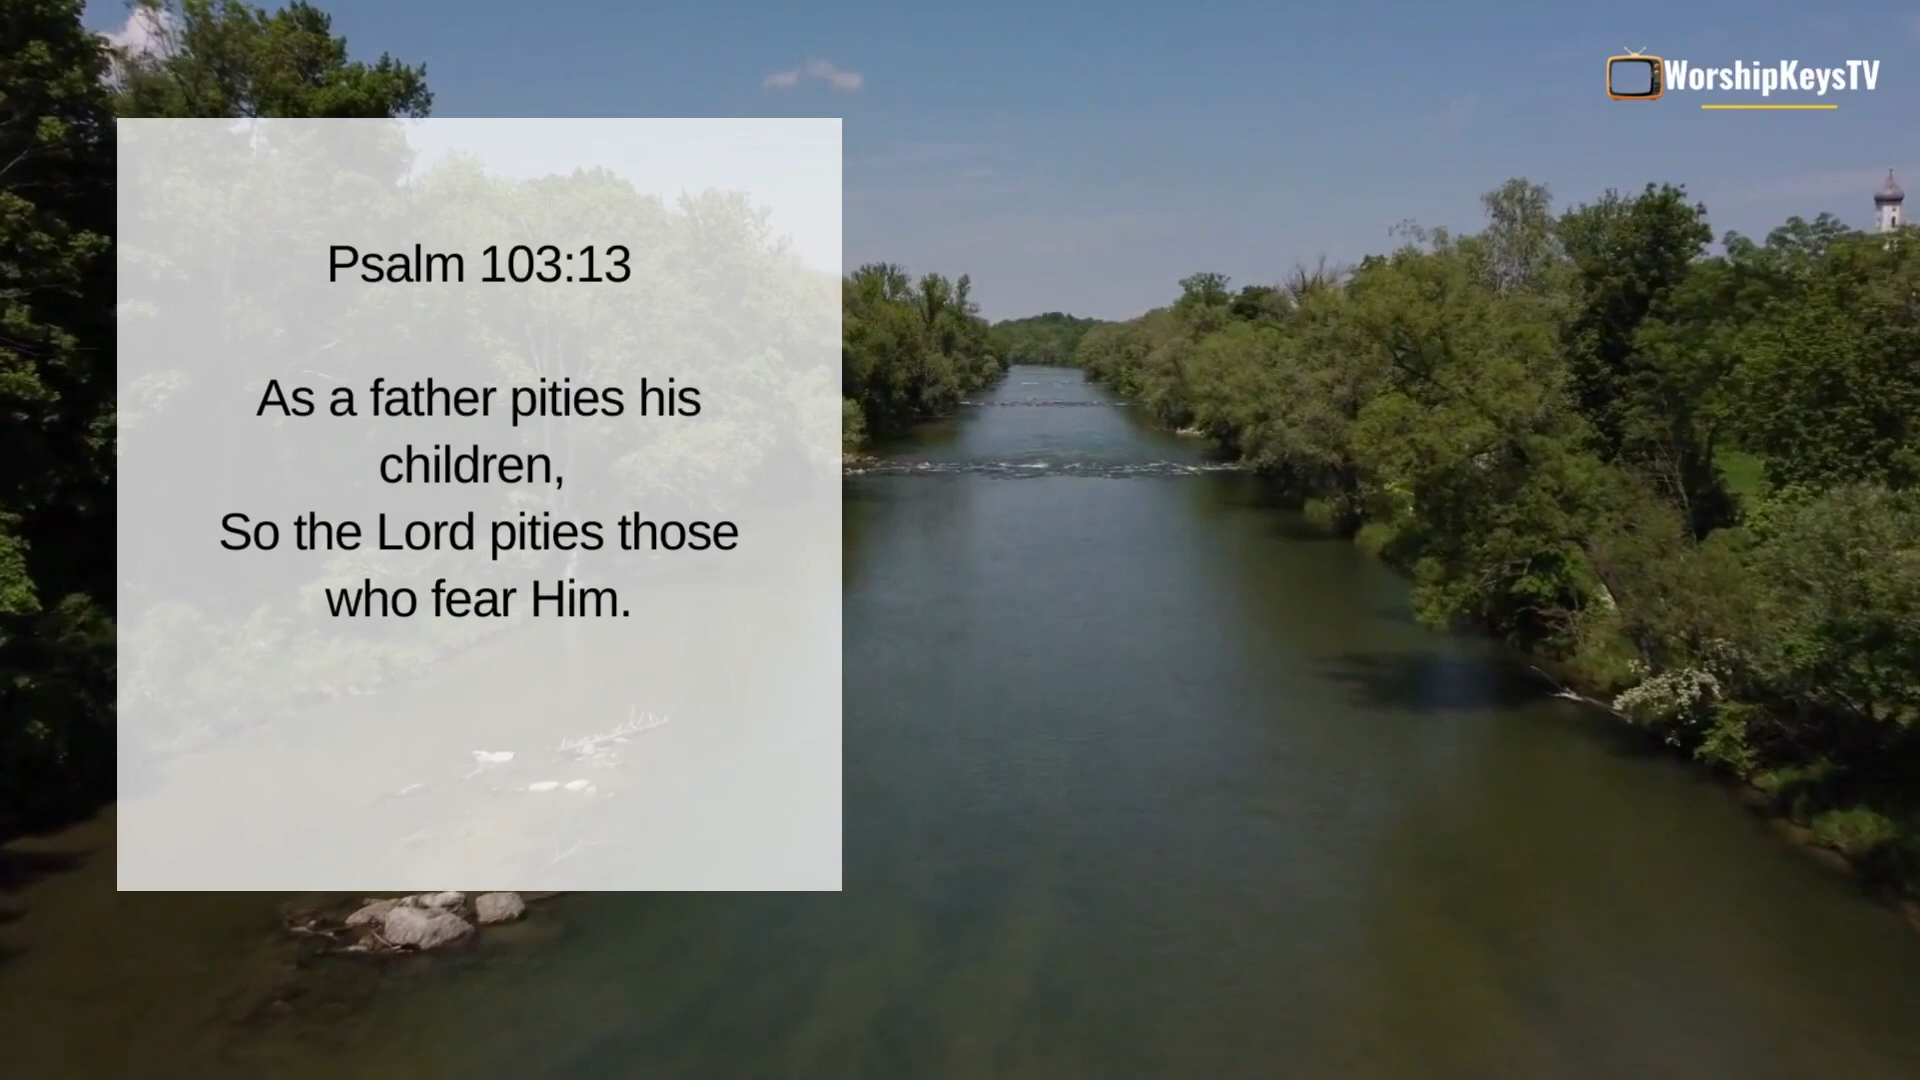 WorshipKeysTV
Psalm 103:13
As a father pities his
children,
So the Lord pities those
who fear Him.